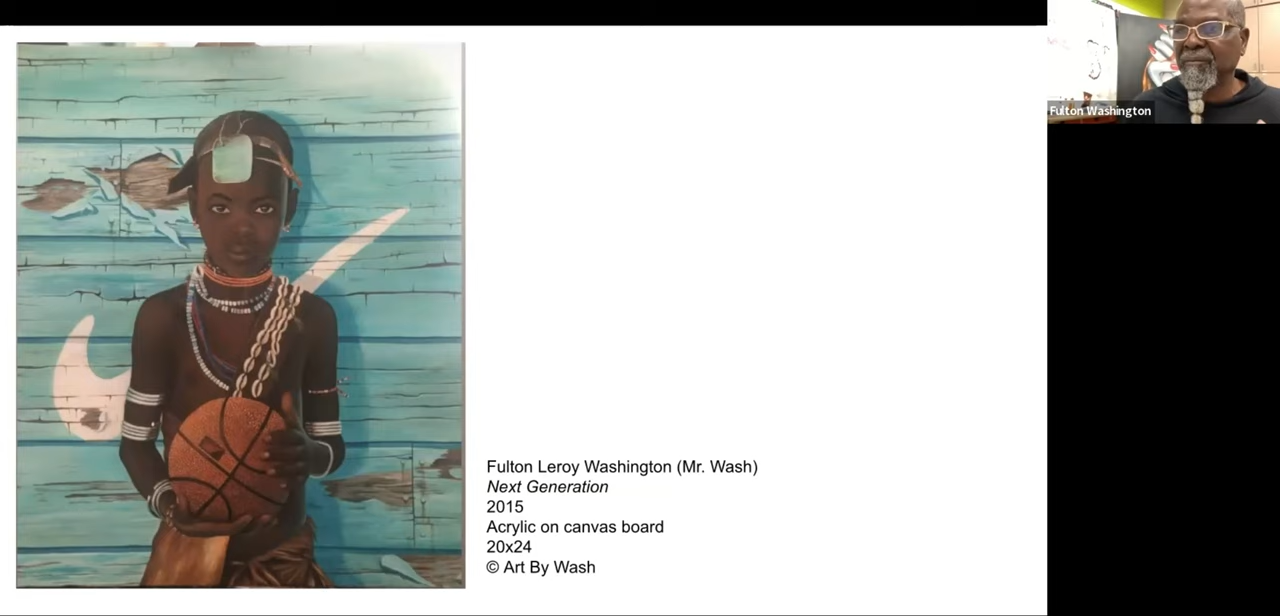 Fulton Washington
Fulton Leroy Washington (Mr. Wash)
Next Generation
2015
Acrylic on canvas board
20x24
© Art By Wash